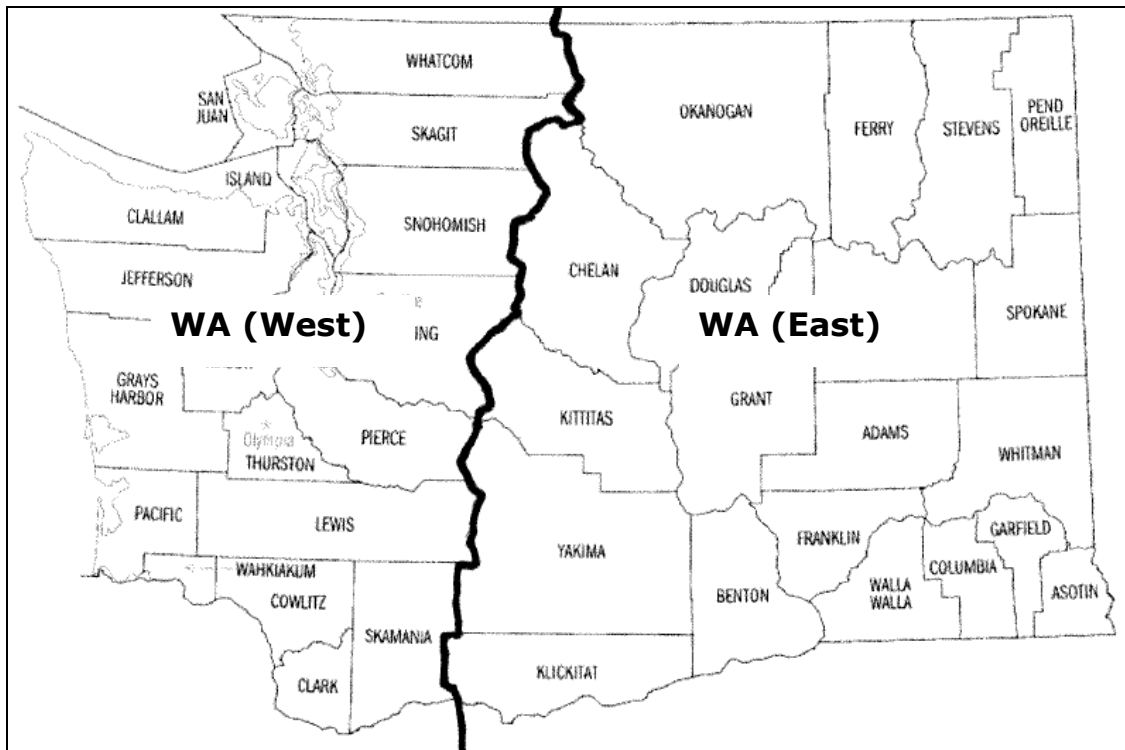 WHATCOM
SAN
JUAN
SKAGIT
OKANOGAN
FERRY
STEVENS
PEND
OREILLE
ISLAND
CLALLAM
SNOHOMISH
JEFFERSON
CHELAN
DOUGLAS
SPOKANE
WA (West)
ING
WA (East)
GRAYS
HARBOR
KITTITAS
GRANT
ADAMS
PIERCE
Olympia
THURSTON
WHITMAN
PACIFIC
LEWIS
YAKIMA
FRANKLIN
GARFIELD
WAHKIAKUM
COWLITZ
COLUMBIA
WALLA
WALLA
BENTON
ASOTIN
SKAMANIA
KLICKITAT
CLARK